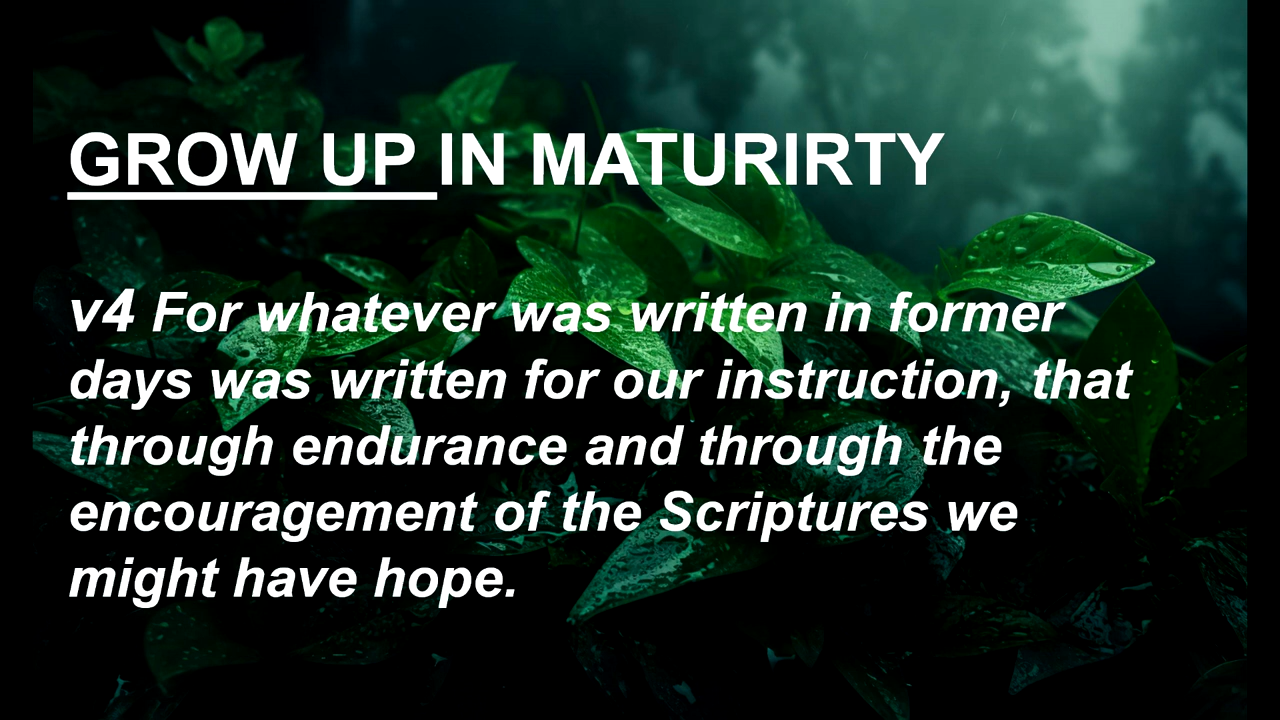 GROW UP IN MATURIRTY
v4 For whatever was written in former
days was written for our instruction, that
through endurance and through the
encouragement of the Scriptures we
might have hope.